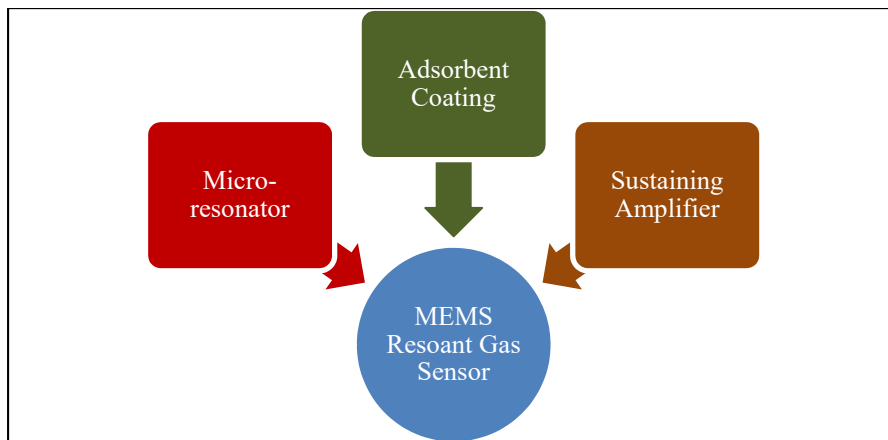 Adsorbent
Coating
Micro-
resonator
Sustaining
Amplifier
MEMS
Resoant Gas
Sensor